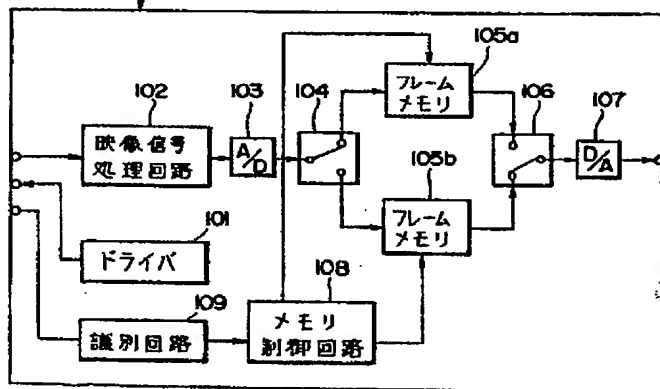 102
映像信号
処理回路
103
A/D
104
105a
フレーム
メモリ
105b
フレーム
メモリ
106
107
D/A
101
ドライバ
109
識別回路
108
メモリ
制御回路